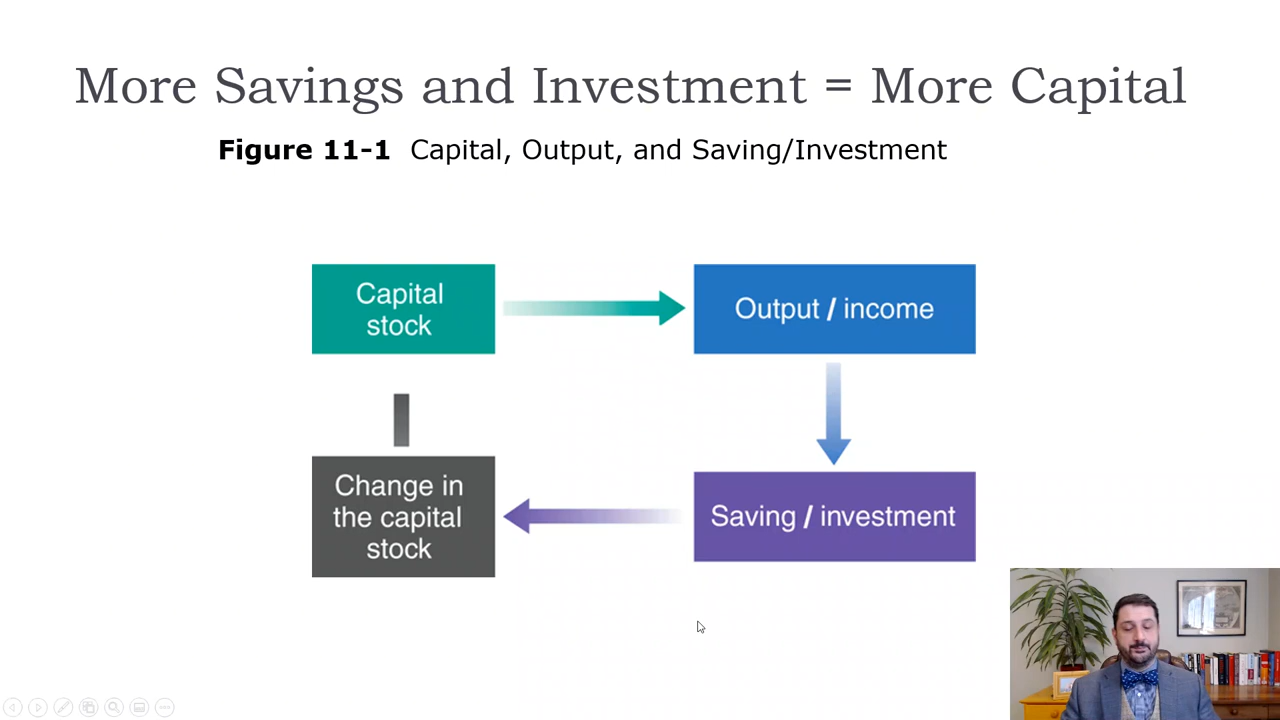 More Savings and Investment = More Capital
Figure 11-1 Capital, Output, and Saving/Investment
Capital
stock
Output / income
Change in
the capital
stock
Saving / investment